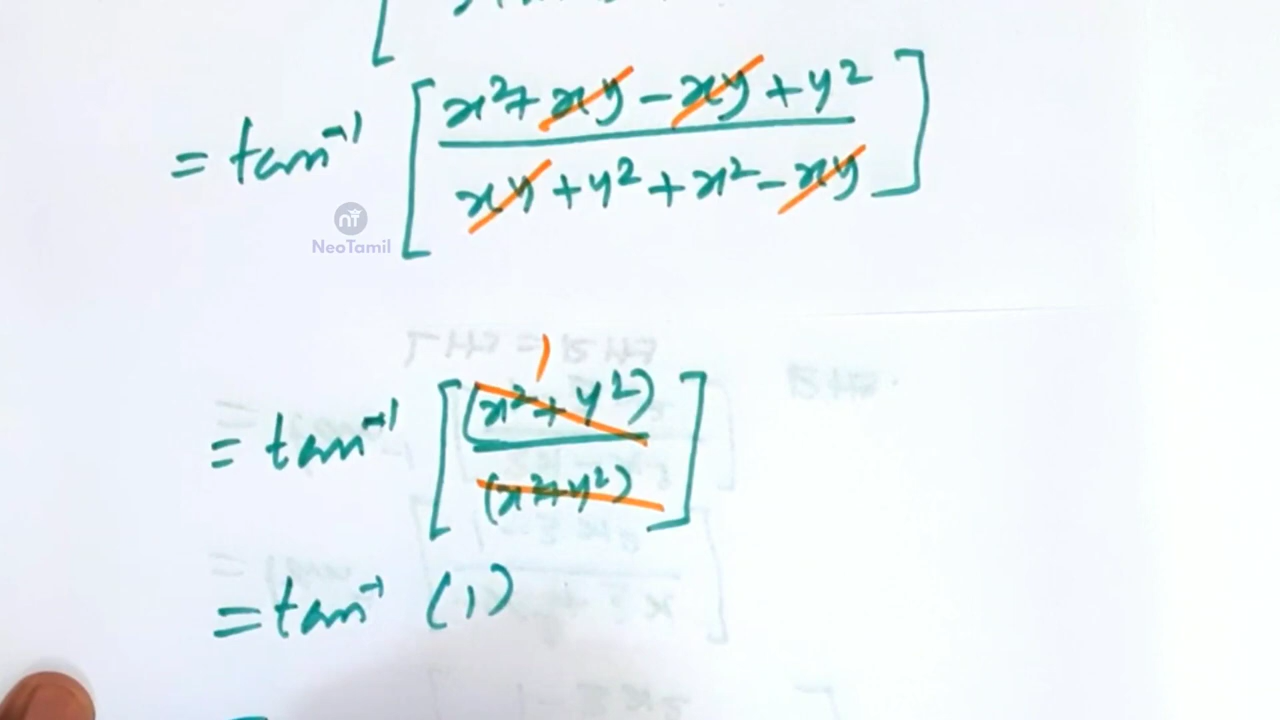 = tan⁻¹ [ x² + xy − xy + y² / xy + y² + x² − xy ]
NeoTamil
1
= tan⁻¹ [ (x² + y²) / (x² + y²) ]
= tan⁻¹ (1)